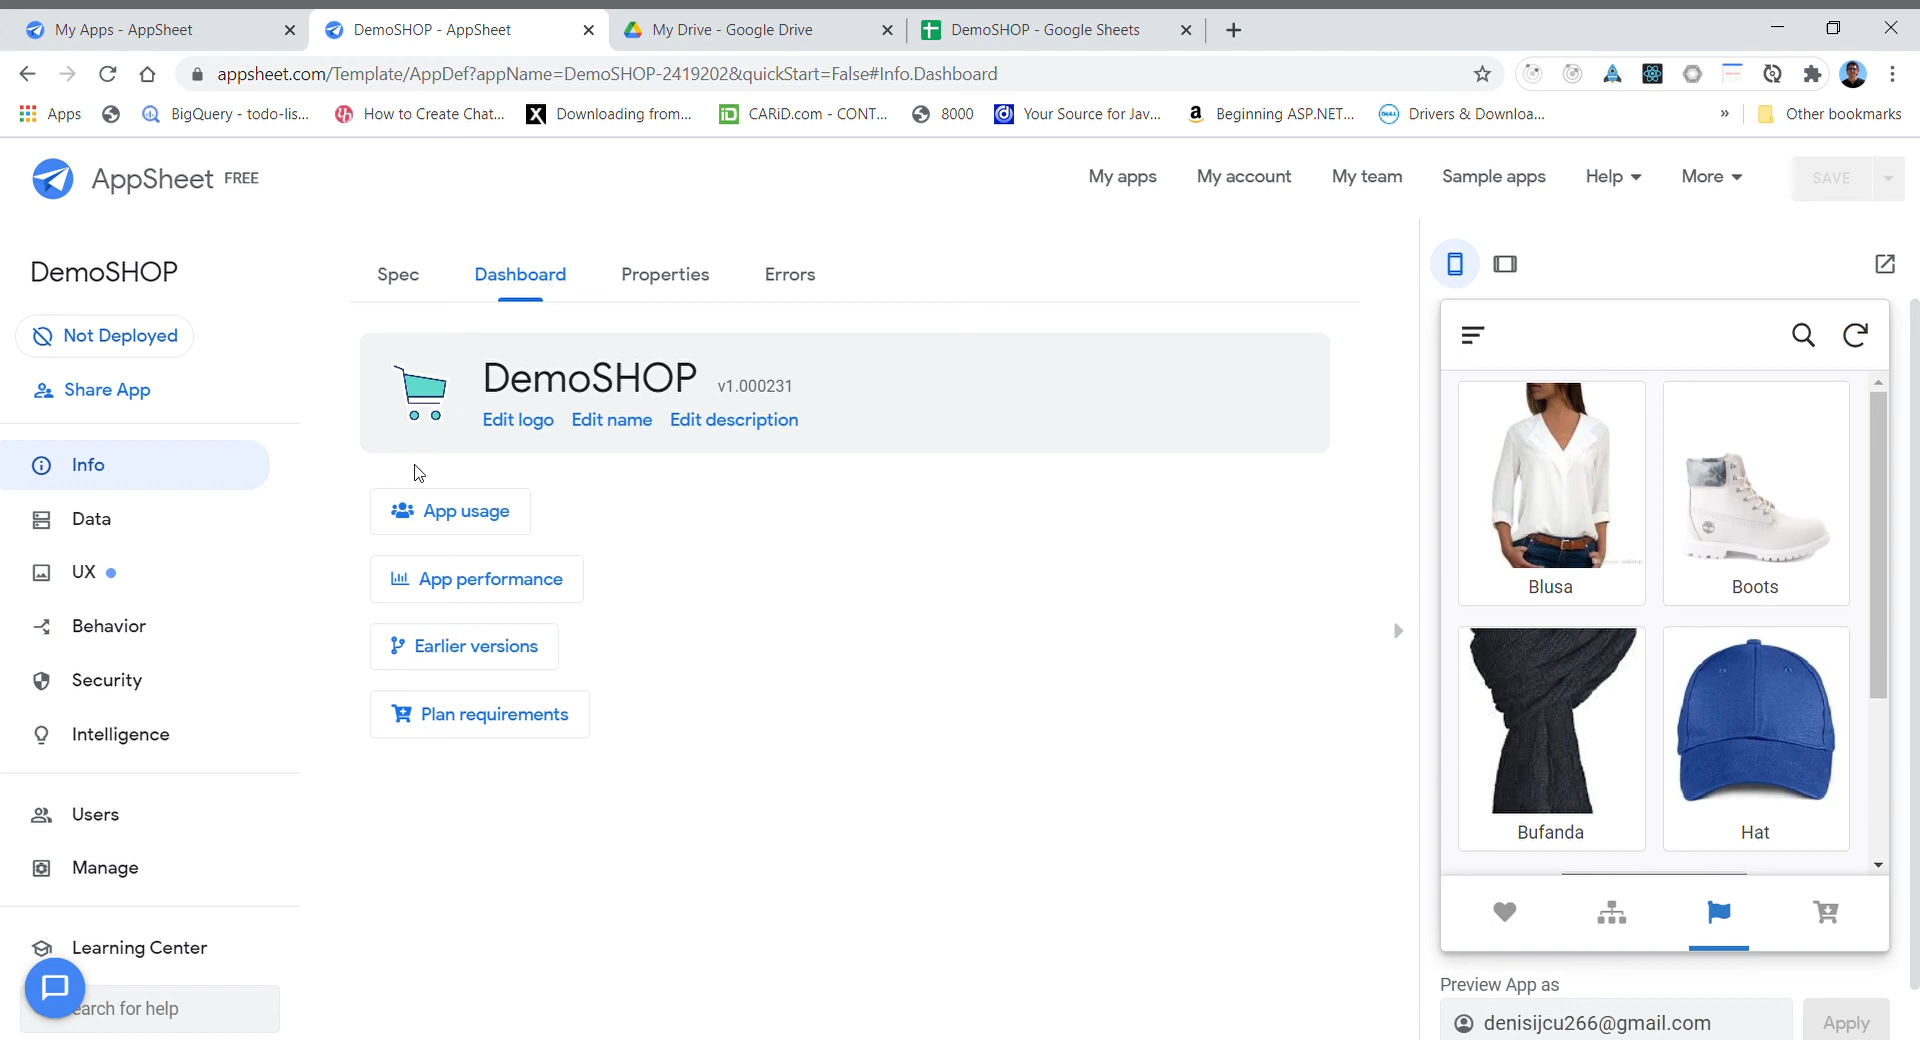 My Apps - AppSheet
DemoSHOP - AppSheet
My Drive - Google Drive
DemoSHOP - Google Sheets
appsheet.com/Template/AppDef?appName=DemoSHOP-2419202&quickStart=False#Info.Dashboard
Apps
BigQuery - todo-lis...
How to Create Chat...
Downloading from...
CARiD.com - CONT...
8000
Your Source for Jav...
Beginning ASP.NET...
Drivers & Downloa...
»
Other bookmarks
AppSheet FREE
My apps
My account
My team
Sample apps
Help
More
SAVE
DemoSHOP
Not Deployed
Share App
Info
Data
UX
Behavior
Security
Intelligence
Users
Manage
Learning Center
earch for help
Spec
Dashboard
Properties
Errors
DemoSHOP v1.000231
Edit logo Edit name Edit description
App usage
App performance
Earlier versions
Plan requirements
Blusa
Boots
Bufanda
Hat
Preview App as
denisijcu266@gmail.com
Apply